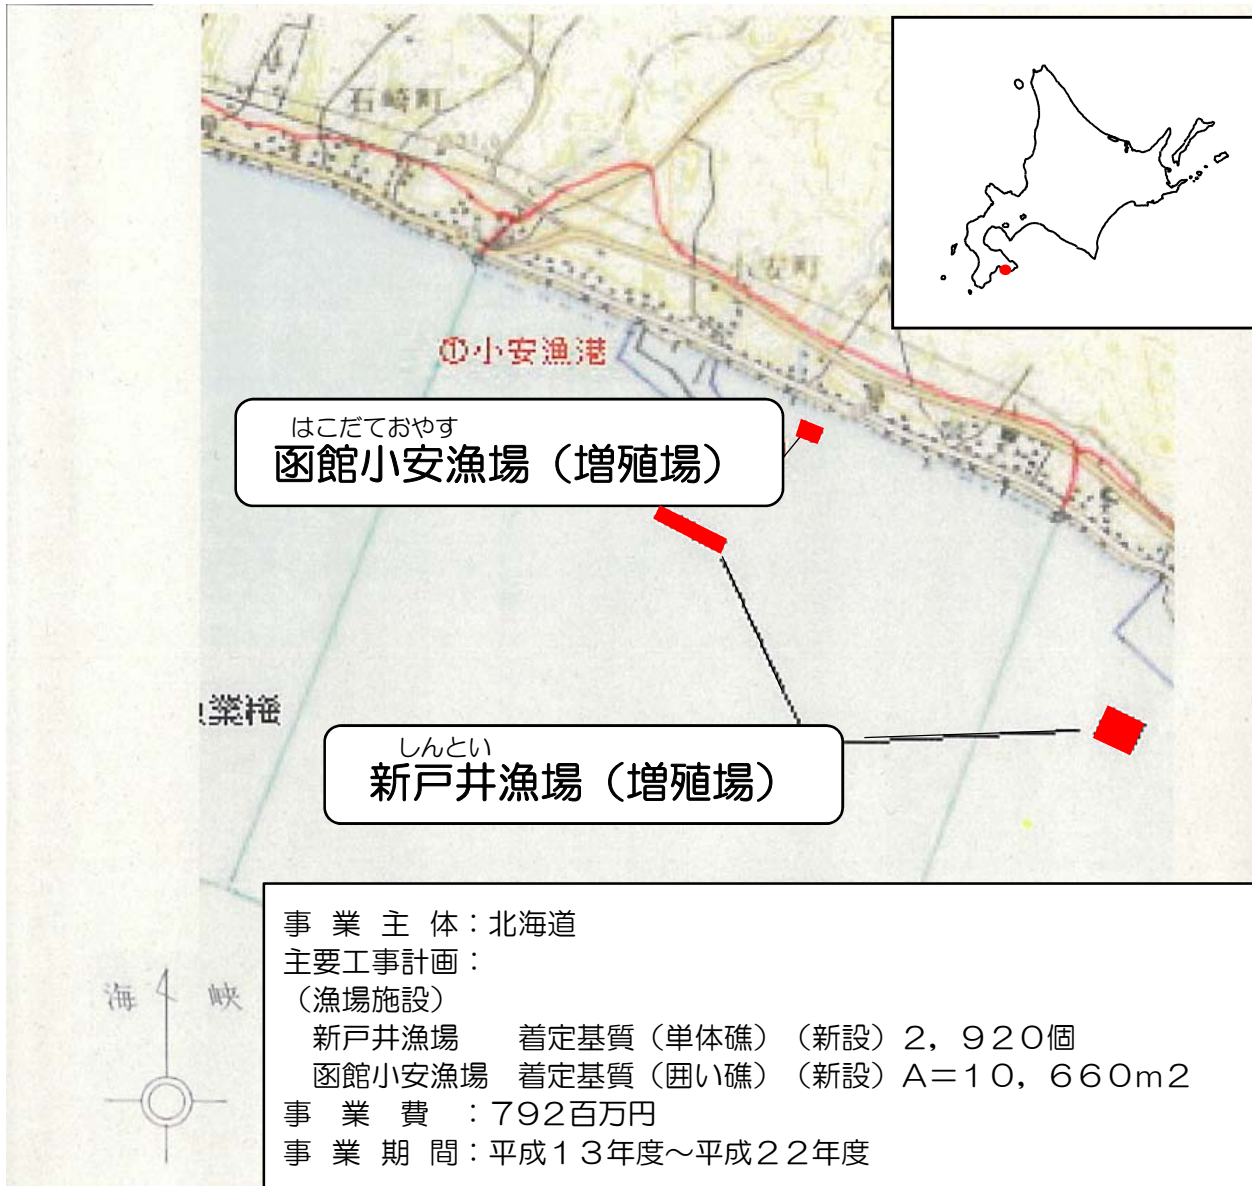 石崎町
小安町
①小安漁港
はこだておやす
函館小安漁場（増殖場）
業権
しんとい
新戸井漁場（増殖場）
海 峡
事 業 主 体：北海道
主要工事計画：
（漁場施設）
新戸井漁場　着定基質（単体礁）（新設）２，９２０個
函館小安漁場　着定基質（囲い礁）（新設）Ａ＝１０，６６０m２
事 業 費 ：７９２百万円
事 業 期 間：平成１３年度～平成２２年度